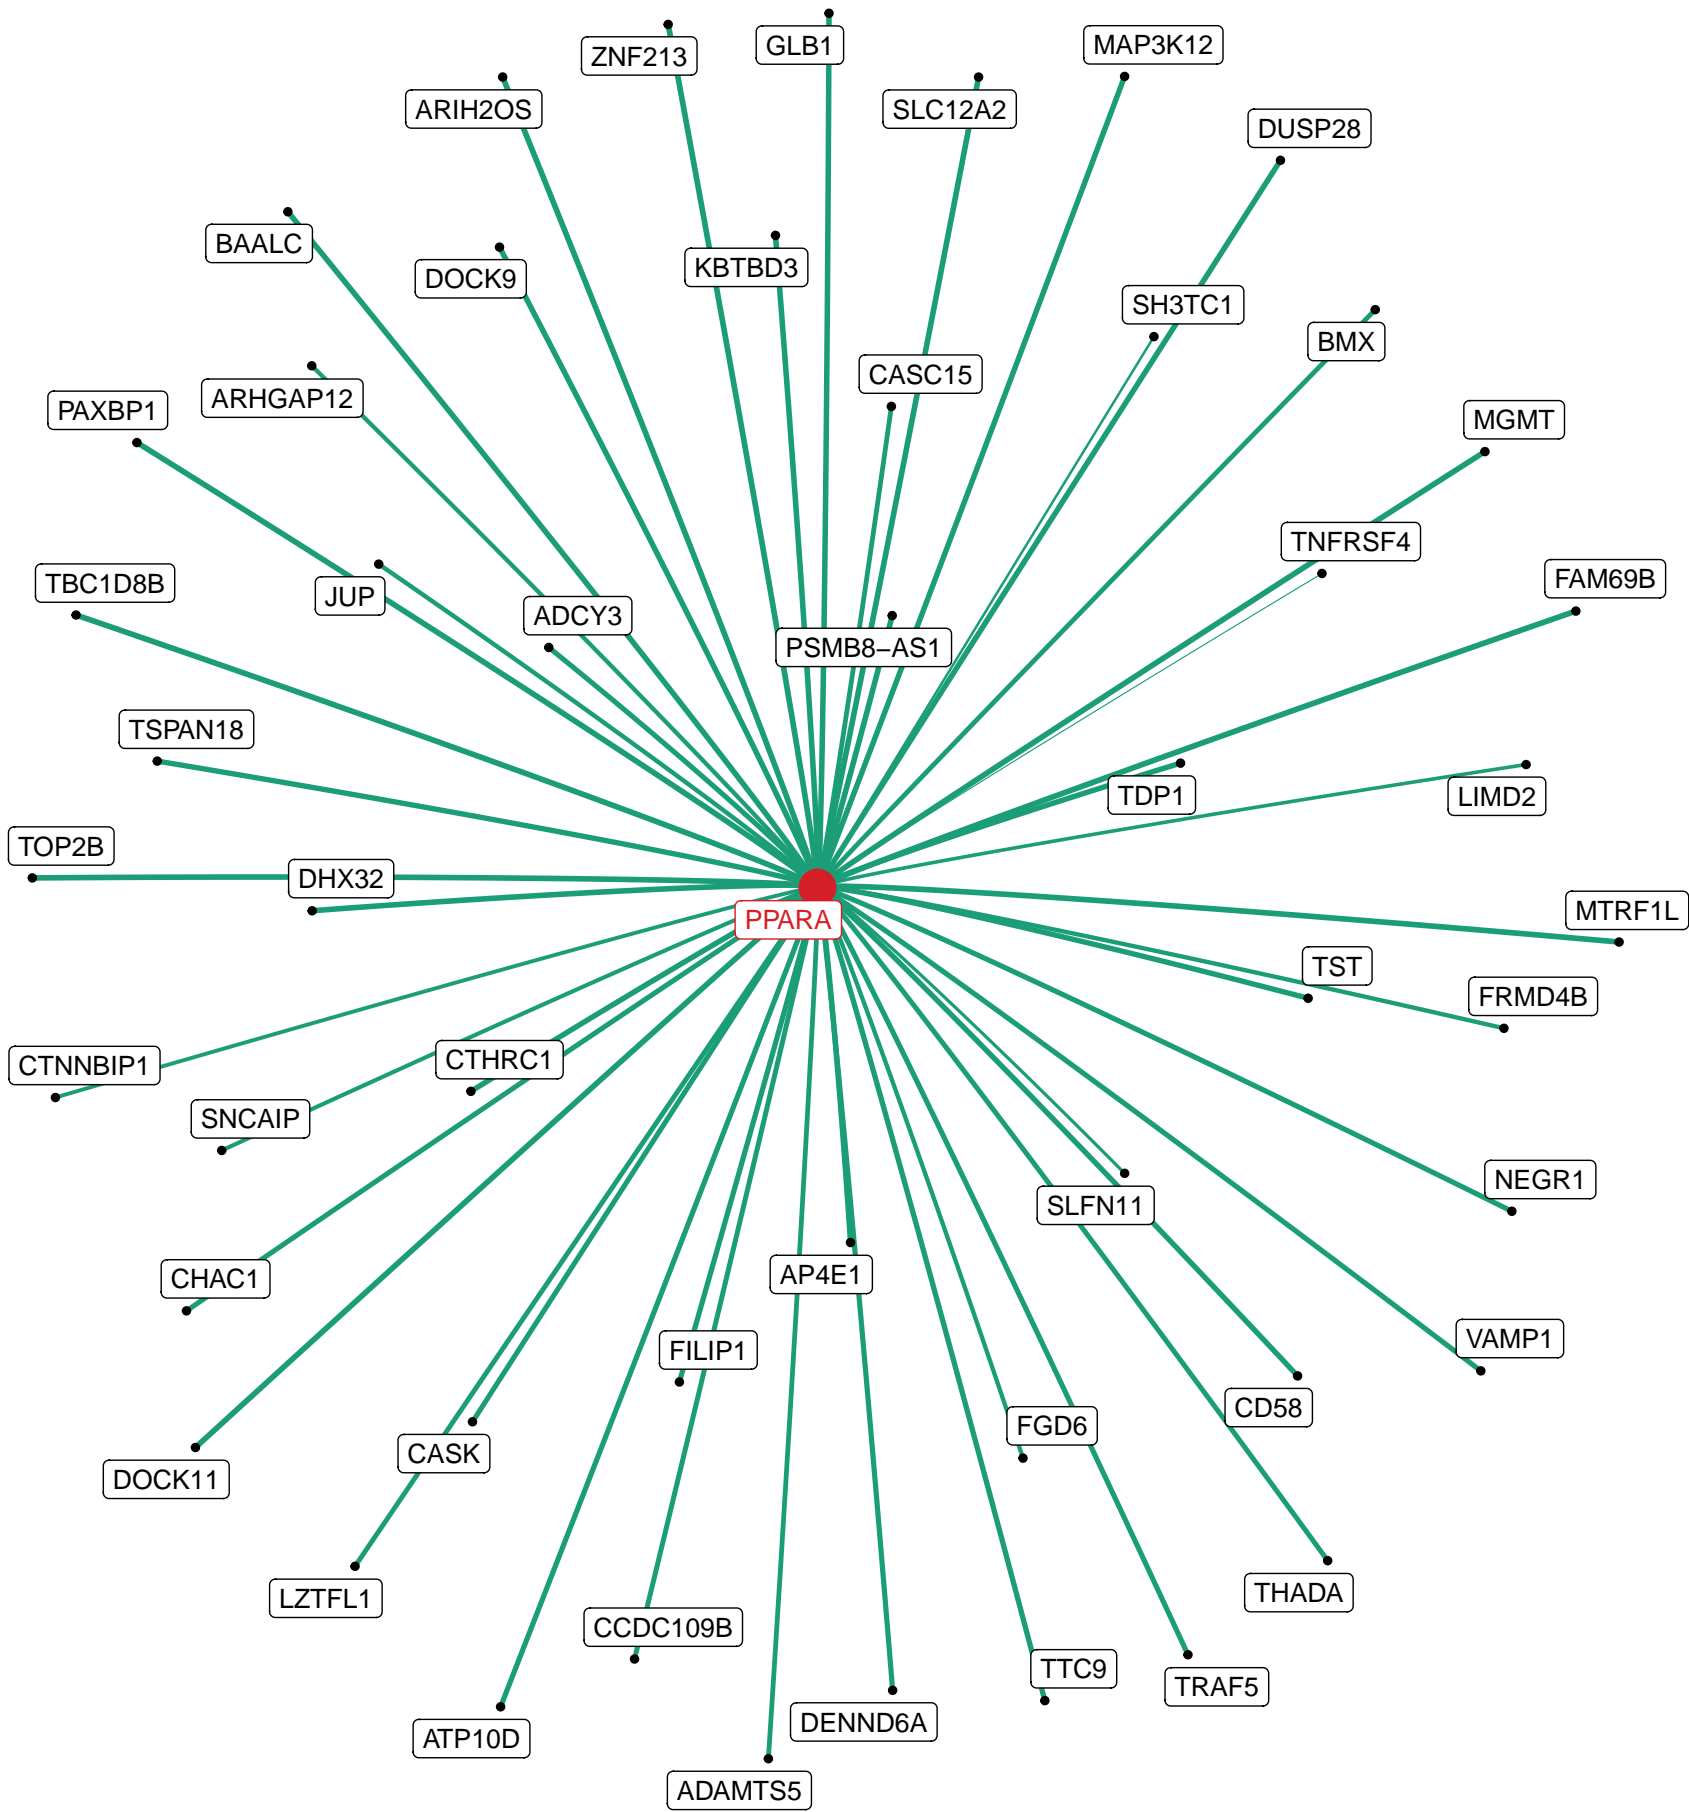 GLB1
MAP3K12
ZNF213
ARIH2OS
SLC12A2
DUSP28
BAALC
KBTBD3
DOCK9
SH3TC1
BMX
CASC15
ARHGAP12
PAXBP1
MGMT
TNFRSF4
FAM69B
TBC1D8B
JUP
ADCY3
PSMB8–AS1
TSPAN18
TDP1
LIMD2
TOP2B
DHX32
MTRF1L
PPARA
TST
FRMD4B
CTHRC1
CTNNBIP1
SNCAIP
NEGR1
SLFN11
AP4E1
CHAC1
VAMP1
FILIP1
CD58
FGD6
CASK
DOCK11
THADA
LZTFL1
CCDC109B
TTC9
TRAF5
DENND6A
ATP10D
ADAMTS5